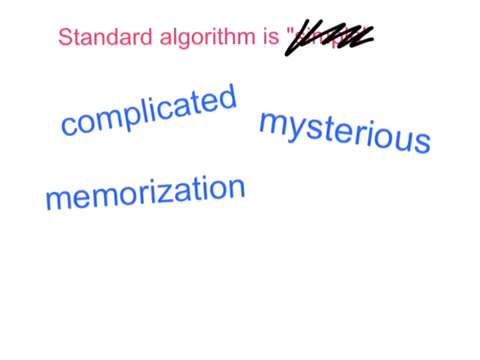 Standard algorithm is "
complicated
mysterious
memorization